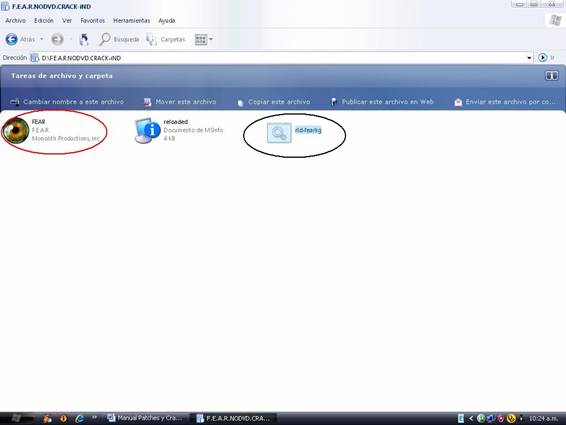 F.E.A.R.NODVD.CRACK-iND
Archivo Edición Ver Favoritos Herramientas Ayuda
Atrás Búsqueda Carpetas
Dirección D:\F.E.A.R.NODVD.CRACK-iND Ir
Tareas de archivo y carpeta
Cambiar nombre a este archivo Mover este archivo Copiar este archivo Publicar este archivo en Web Enviar este archivo por co...
FEAR
F.E.A.R.
Monolith Productions, Inc.
reloaded
Documento de MSInfo
4 KB
rld-fearkg
Manual Patches y Cra... F.E.A.R.NODVD.CRA... 10:24 a.m.